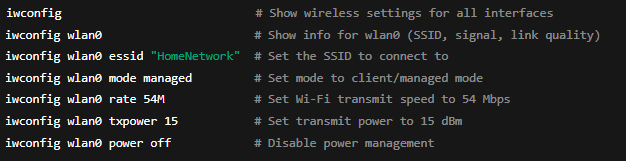 iwconfig                             # Show wireless settings for all interfaces
iwconfig wlan0                       # Show info for wlan0 (SSID, signal, link quality)
iwconfig wlan0 essid "HomeNetwork"  # Set the SSID to connect to
iwconfig wlan0 mode managed         # Set mode to client/managed mode
iwconfig wlan0 rate 54M             # Set Wi-Fi transmit speed to 54 Mbps
iwconfig wlan0 txpower 15           # Set transmit power to 15 dBm
iwconfig wlan0 power off            # Disable power management